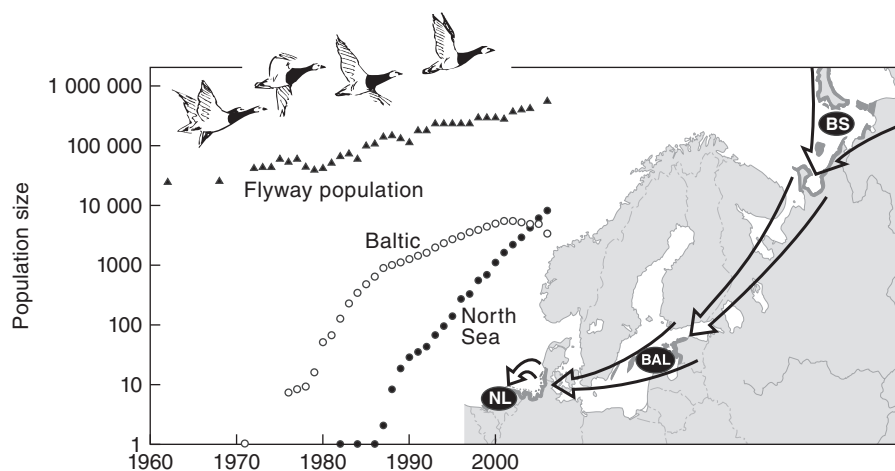 1 000 000
100 000
10 000
1000
100
10
1
Population size
Flyway population
Baltic
North
Sea
BS
BAL
NL
1960
1970
1980
1990
2000